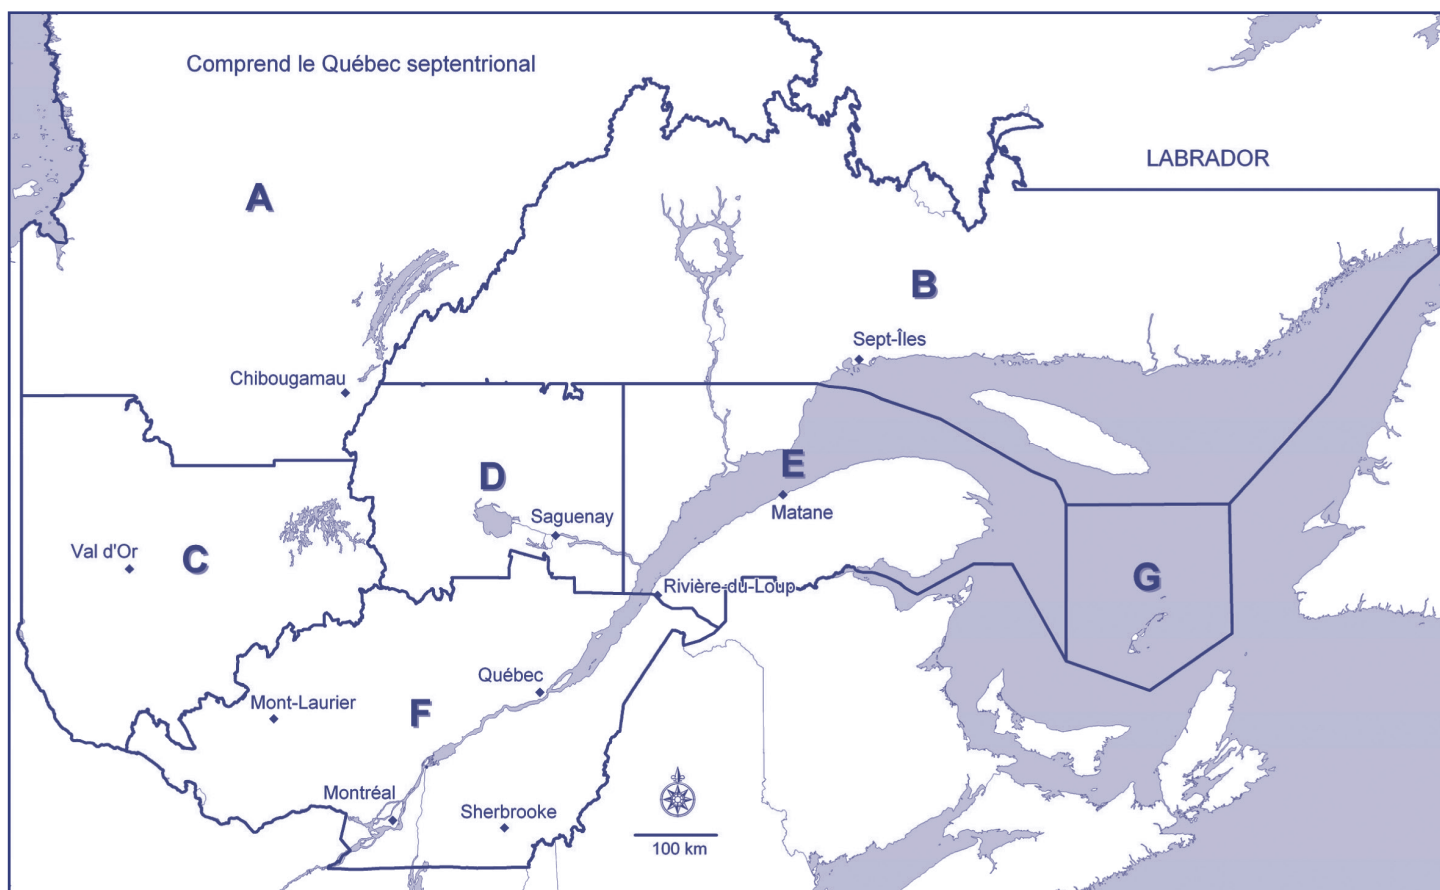 Comprend le Québec septentrional
LABRADOR
A
B
Sept-Îles
Chibougamau
E
D
Matane
Saguenay
Val d'Or
C
G
Rivière-du-Loup
Québec
Mont-Laurier
F
Montréal
Sherbrooke
100 km